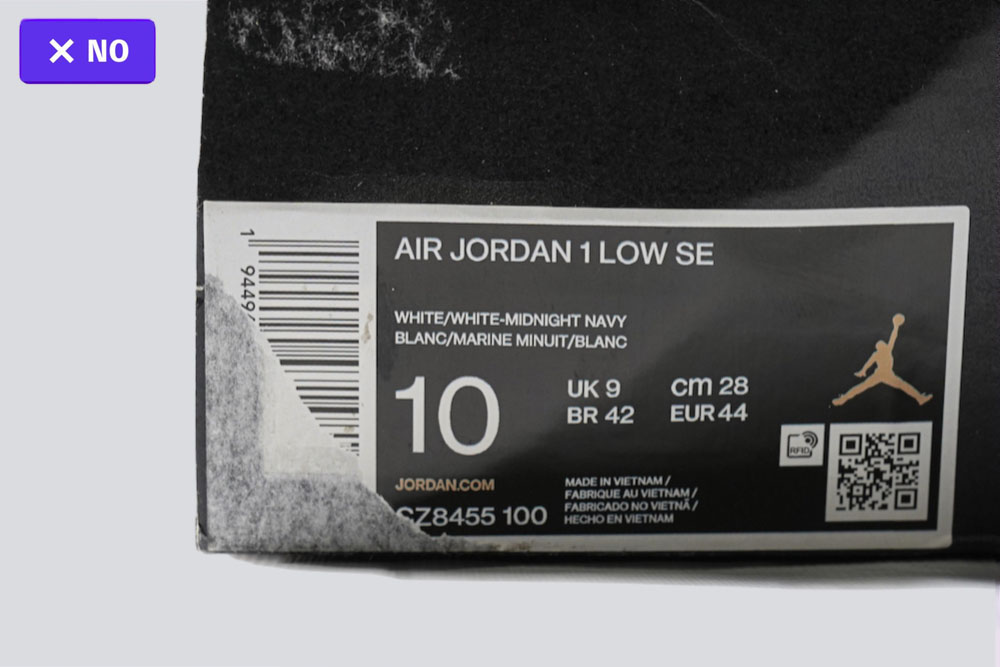 ✕ NO
1
9449
AIR JORDAN 1 LOW SE
WHITE/WHITE-MIDNIGHT NAVY
BLANC/MARINE MINUIT/BLANC
10
UK 9
cm 28
BR 42
EUR 44
RFID
JORDAN.COM
MADE IN VIETNAM /
FABRIQUE AU VIETNAM /
FABRICADO NO VIETNÃ /
HECHO EN VIETNAM
Z8455 100